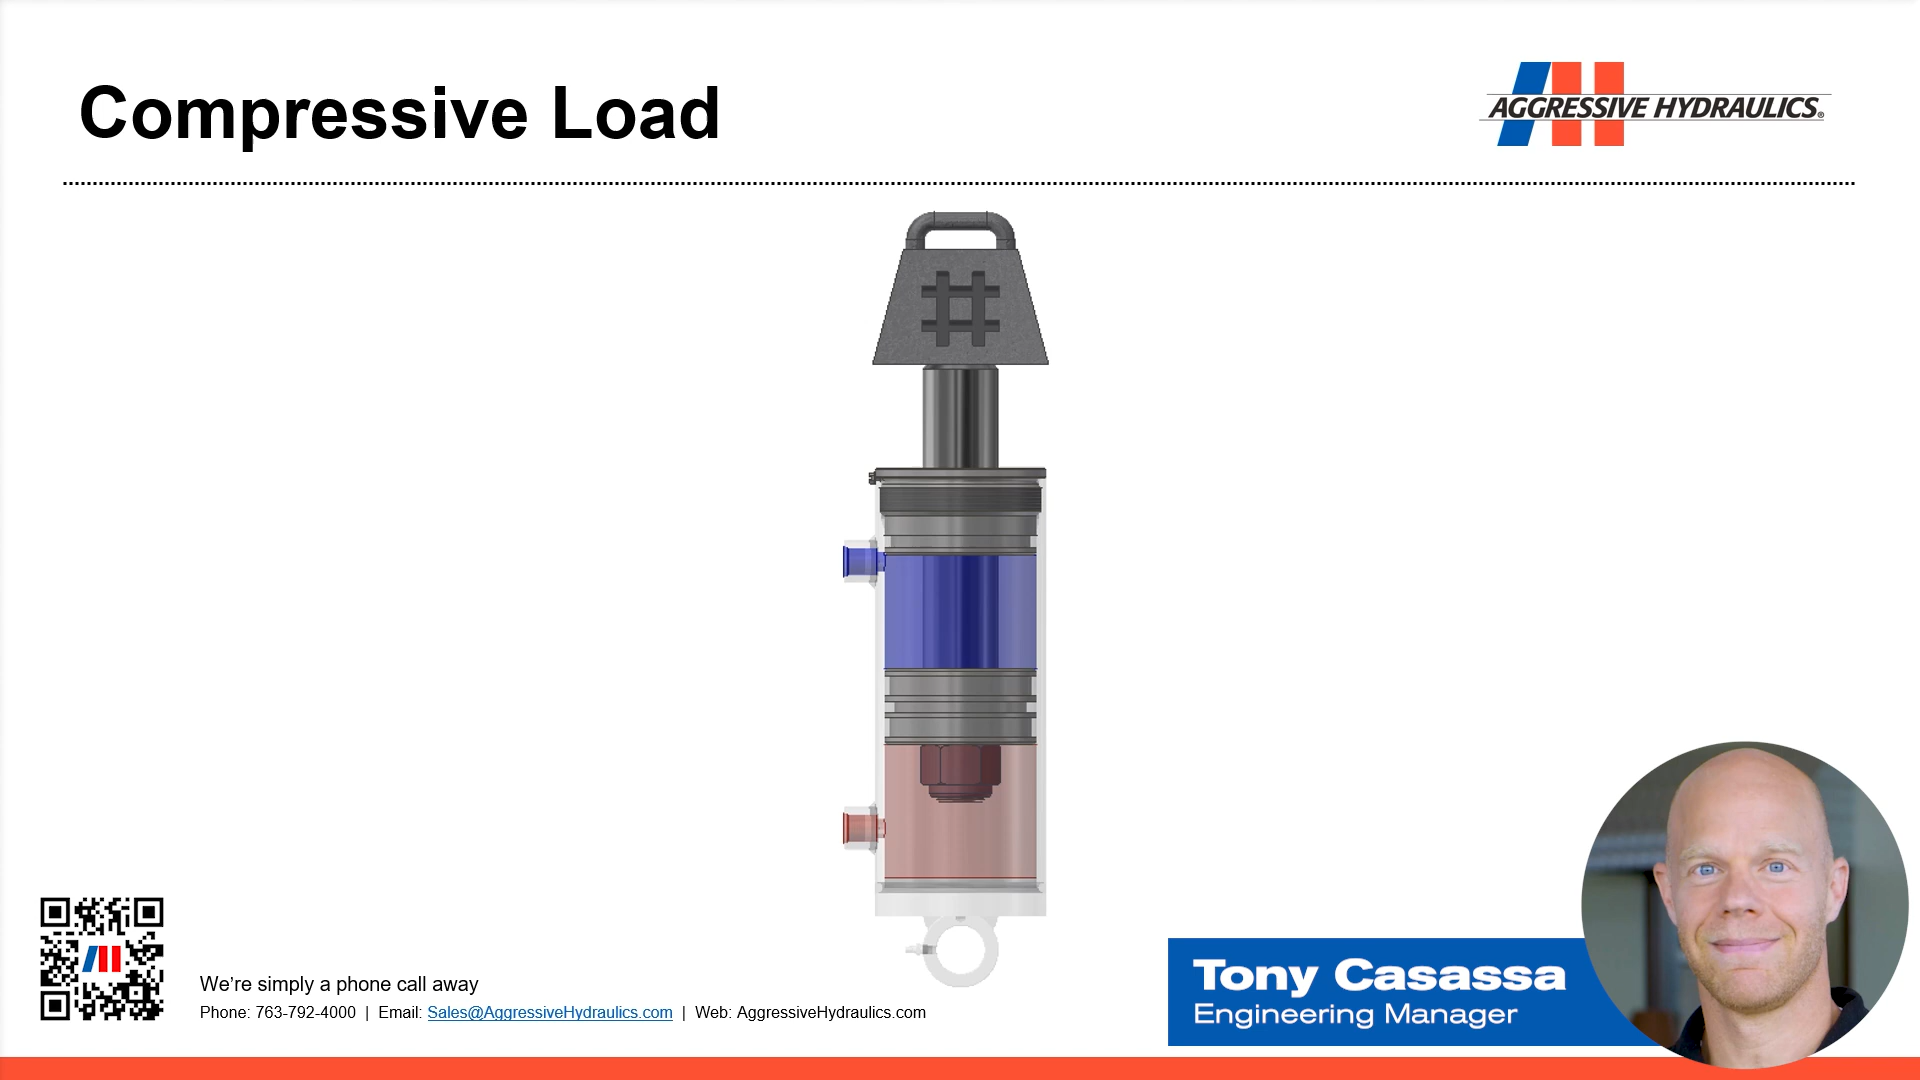 Compressive Load
AGGRESSIVE HYDRAULICS®
#
We’re simply a phone call away
Phone: 763-792-4000 | Email: Sales@AggressiveHydraulics.com | Web: AggressiveHydraulics.com
Tony Casassa
Engineering Manager